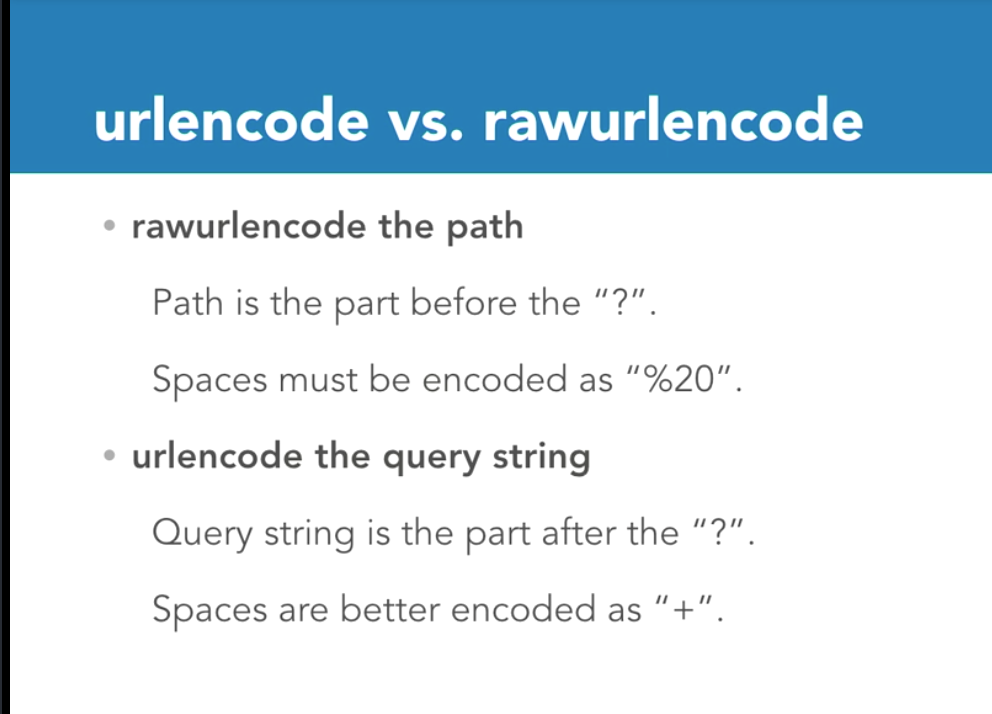 urlencode vs. rawurlencode
• rawurlencode the path
Path is the part before the “?”.
Spaces must be encoded as “%20”.
• urlencode the query string
Query string is the part after the “?”.
Spaces are better encoded as “+”.